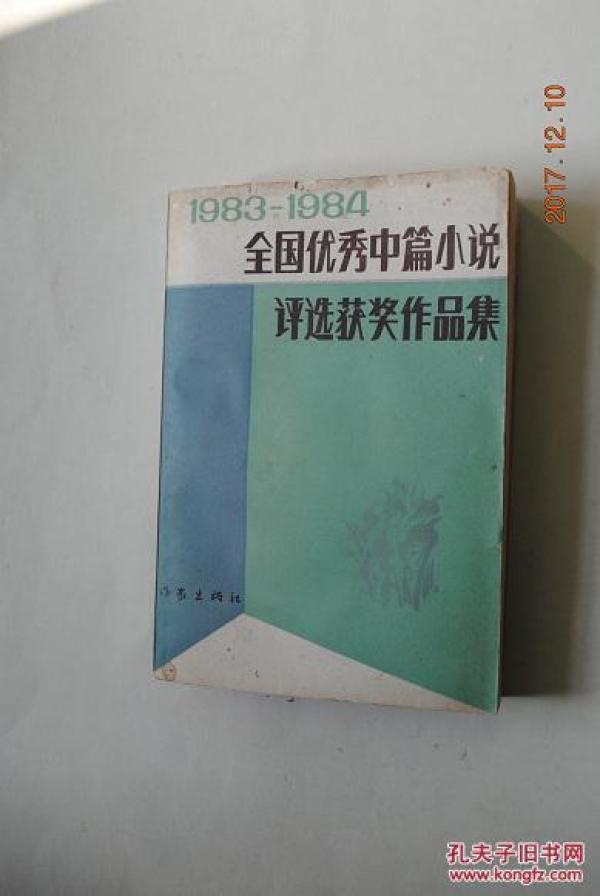 2017.12.10
1983-1984
全国优秀中篇小说
评选获奖作品集
作家出版社
孔夫子旧书网
www.kongfz.com